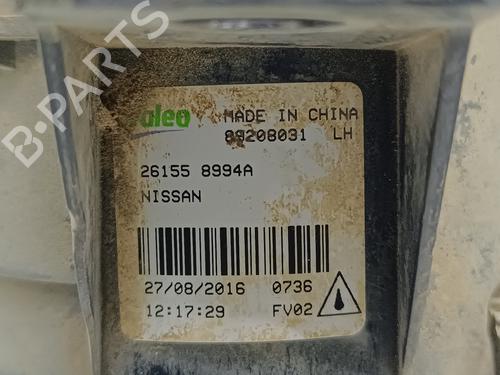 B-PARTS
Valeo
MADE IN CHINA
89208031 LH
26155 8994A
NISSAN
27/08/2016 0736
12:17:29 FV02